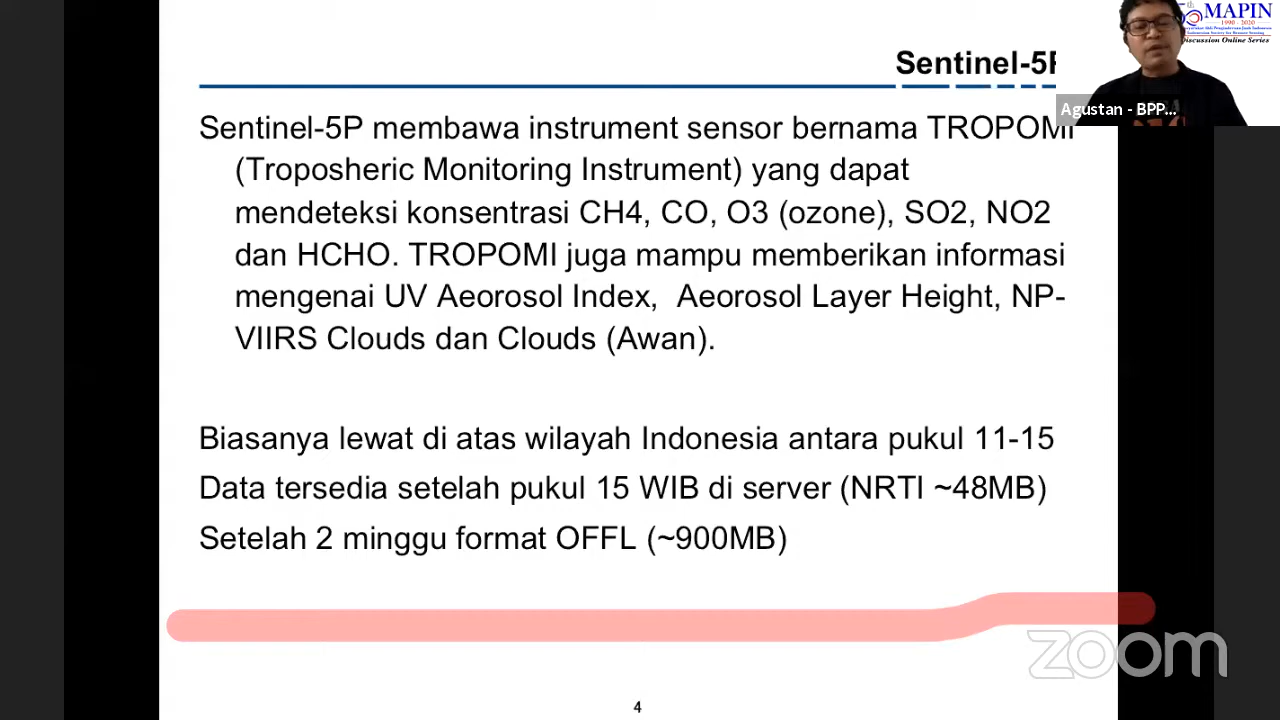 MAPIN
1990 - 2020
Discussion Online Series
Sentinel-5P
Agustan - BPP...
Sentinel-5P membawa instrument sensor bernama TROPOMI
(Troposheric Monitoring Instrument) yang dapat
mendeteksi konsentrasi CH4, CO, O3 (ozone), SO2, NO2
dan HCHO. TROPOMI juga mampu memberikan informasi
mengenai UV Aeorosol Index, Aeorosol Layer Height, NP-
VIIRS Clouds dan Clouds (Awan).
Biasanya lewat di atas wilayah Indonesia antara pukul 11-15
Data tersedia setelah pukul 15 WIB di server (NRTI ~48MB)
Setelah 2 minggu format OFFL (~900MB)
zoom
4